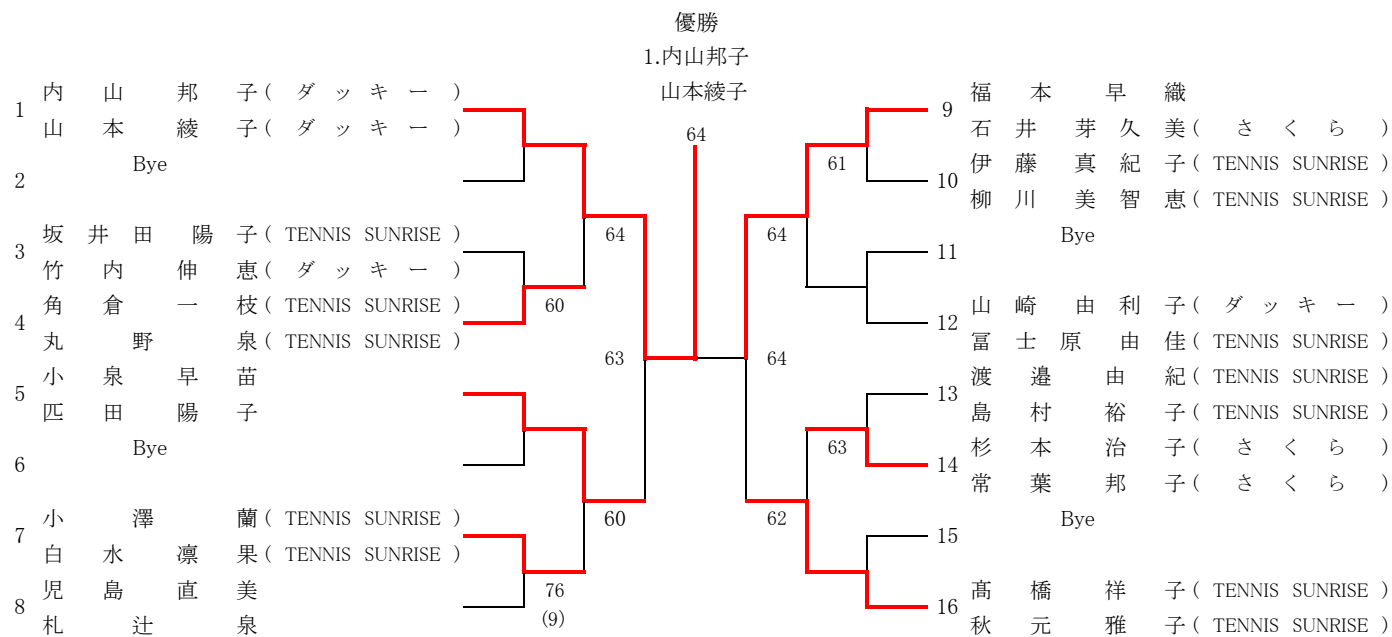 優勝
1.内山邦子
山本綾子
64
1
内山邦子(ダッキー)
山本綾子(ダッキー)
2
Bye
3
坂井田陽子(TENNIS SUNRISE)
竹内伸恵(ダッキー)
4
角倉一枝(TENNIS SUNRISE)
丸野泉(TENNIS SUNRISE)
5
小泉早苗
匹田陽子
6
Bye
7
小澤蘭(TENNIS SUNRISE)
白水凛果(TENNIS SUNRISE)
8
児島直美
札辻泉
64
60
63
60
76
(9)
9
福本早織
石井芽久美(さくら)
10
伊藤真紀子(TENNIS SUNRISE)
柳川美智恵(TENNIS SUNRISE)
11
Bye
12
山崎由利子(ダッキー)
冨士原由佳(TENNIS SUNRISE)
13
渡邉由紀(TENNIS SUNRISE)
島村裕子(TENNIS SUNRISE)
14
杉本治子(さくら)
常葉邦子(さくら)
15
Bye
16
髙橋祥子(TENNIS SUNRISE)
秋元雅子(TENNIS SUNRISE)
61
64
64
63
62